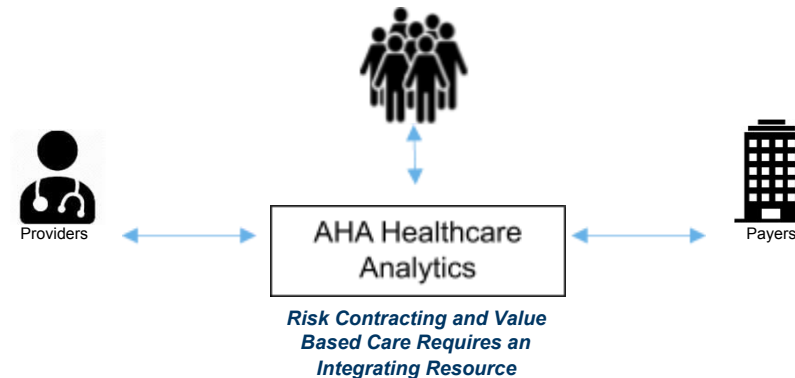 Providers
AHA Healthcare
Analytics
Payers
Risk Contracting and Value
Based Care Requires an
Integrating Resource